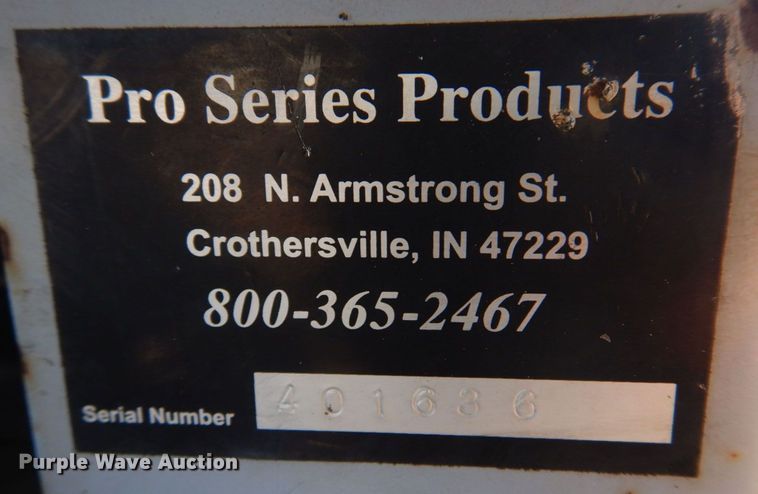 Pro Series Products
208 N. Armstrong St.
Crothersville, IN 47229
800-365-2467
Serial Number 401636
Purple Wave Auction